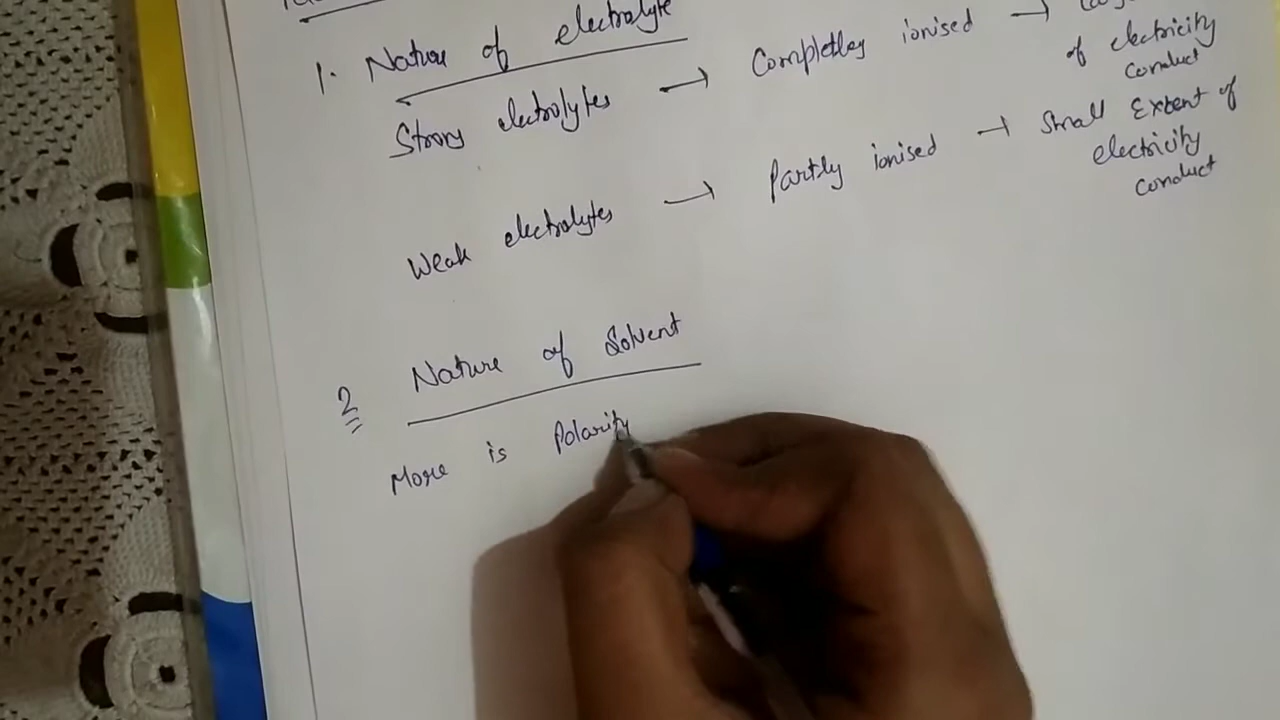 1. Nature of electrolyte
Strong electrolytes → Completley ionised →
of electricity
conduct
Weak electrolytes → Partly ionised → Small Extent of
electricity
conduct
2 Nature of Solvent
More is Polarity